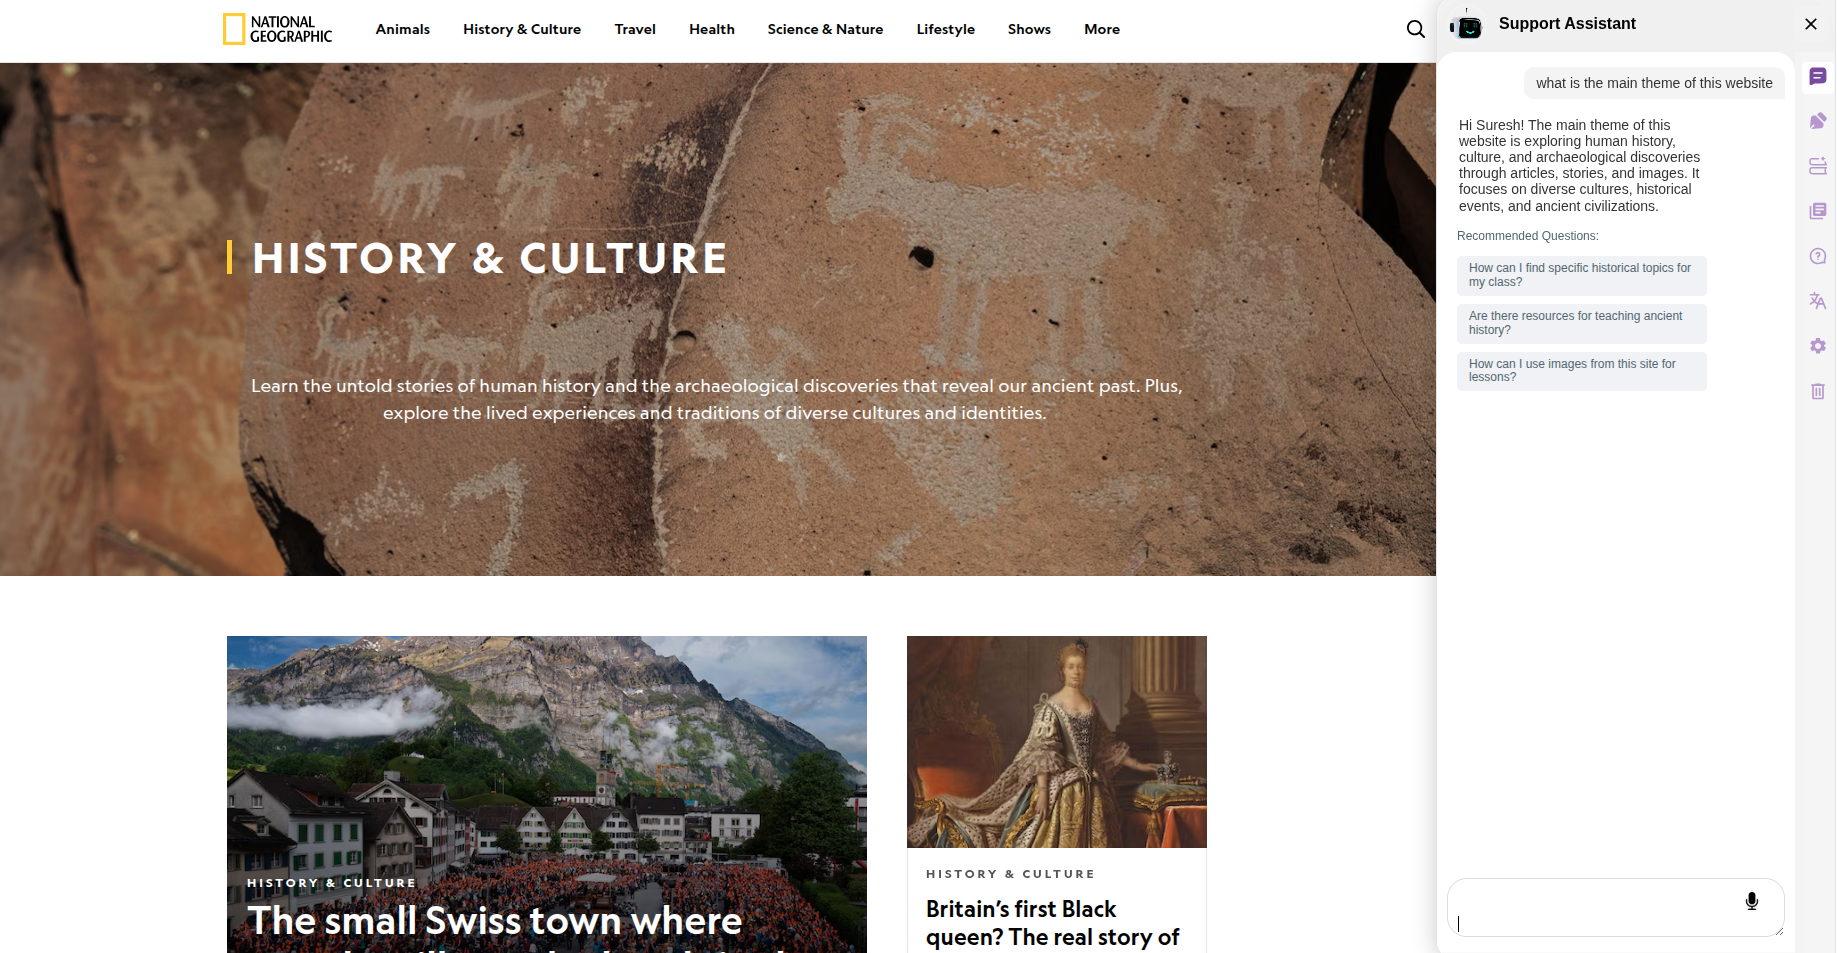 NATIONAL
GEOGRAPHIC
Animals
History & Culture
Travel
Health
Science & Nature
Lifestyle
Shows
More
HISTORY & CULTURE
Learn the untold stories of human history and the archaeological discoveries that reveal our ancient past. Plus,
explore the lived experiences and traditions of diverse cultures and identities.
HISTORY & CULTURE
The small Swiss town where
HISTORY & CULTURE
Britain's first Black
queen? The real story of
Support Assistant
what is the main theme of this website
Hi Suresh! The main theme of this
website is exploring human history,
culture, and archaeological discoveries
through articles, stories, and images. It
focuses on diverse cultures, historical
events, and ancient civilizations.
Recommended Questions:
How can I find specific historical topics for
my class?
Are there resources for teaching ancient
history?
How can I use images from this site for
lessons?